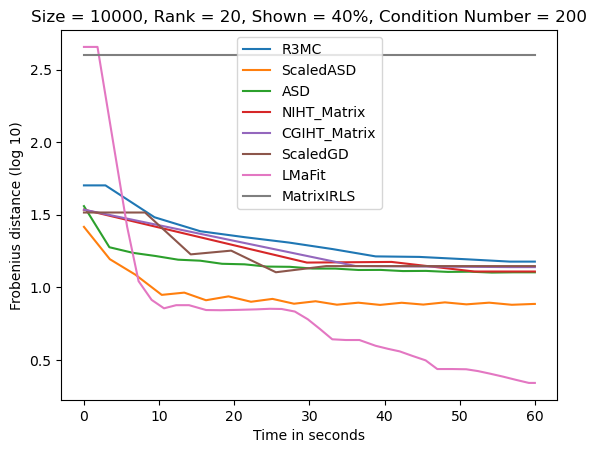 Size = 10000, Rank = 20, Shown = 40%, Condition Number = 200
Frobenius distance (log 10)
2.5
2.0
1.5
1.0
0.5
R3MC
ScaledASD
ASD
NIHT_Matrix
CGIHT_Matrix
ScaledGD
LMaFit
MatrixIRLS
0 10 20 30 40 50 60
Time in seconds